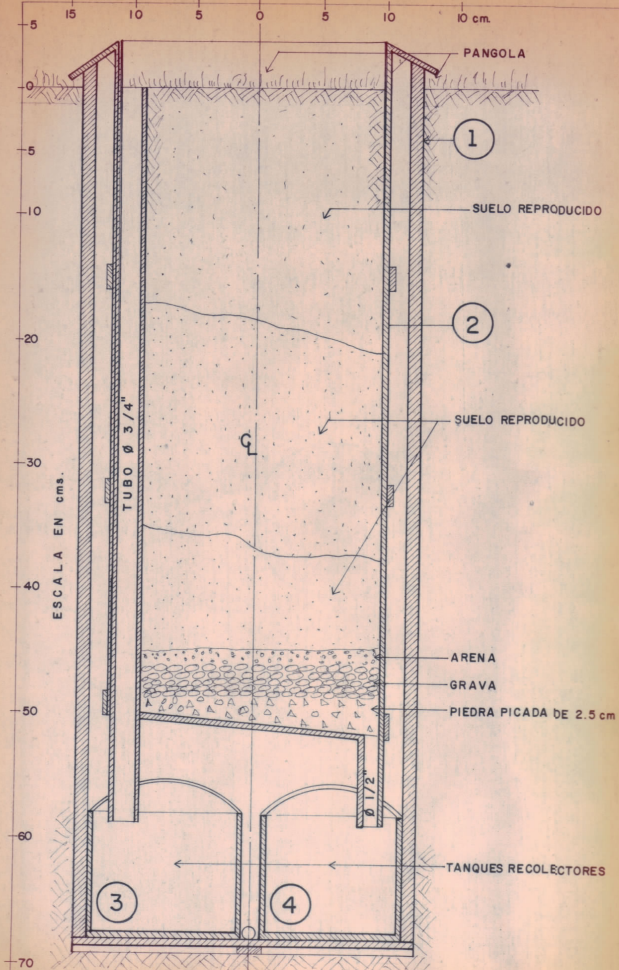 15 10 5 0 5 10 cm.
-5
PANGOLA
0
1
-5
-10
SUELO REPRODUCIDO
2
-20
TUBO Ø 3/4"
SUELO REPRODUCIDO
-30
CL
ESCALA EN cms.
-40
ARENA
GRAVA
-50
PIEDRA PICADA DE 2.5 cm
Ø 1/2"
-60
TANQUES RECOLECTORES
3
4
-70